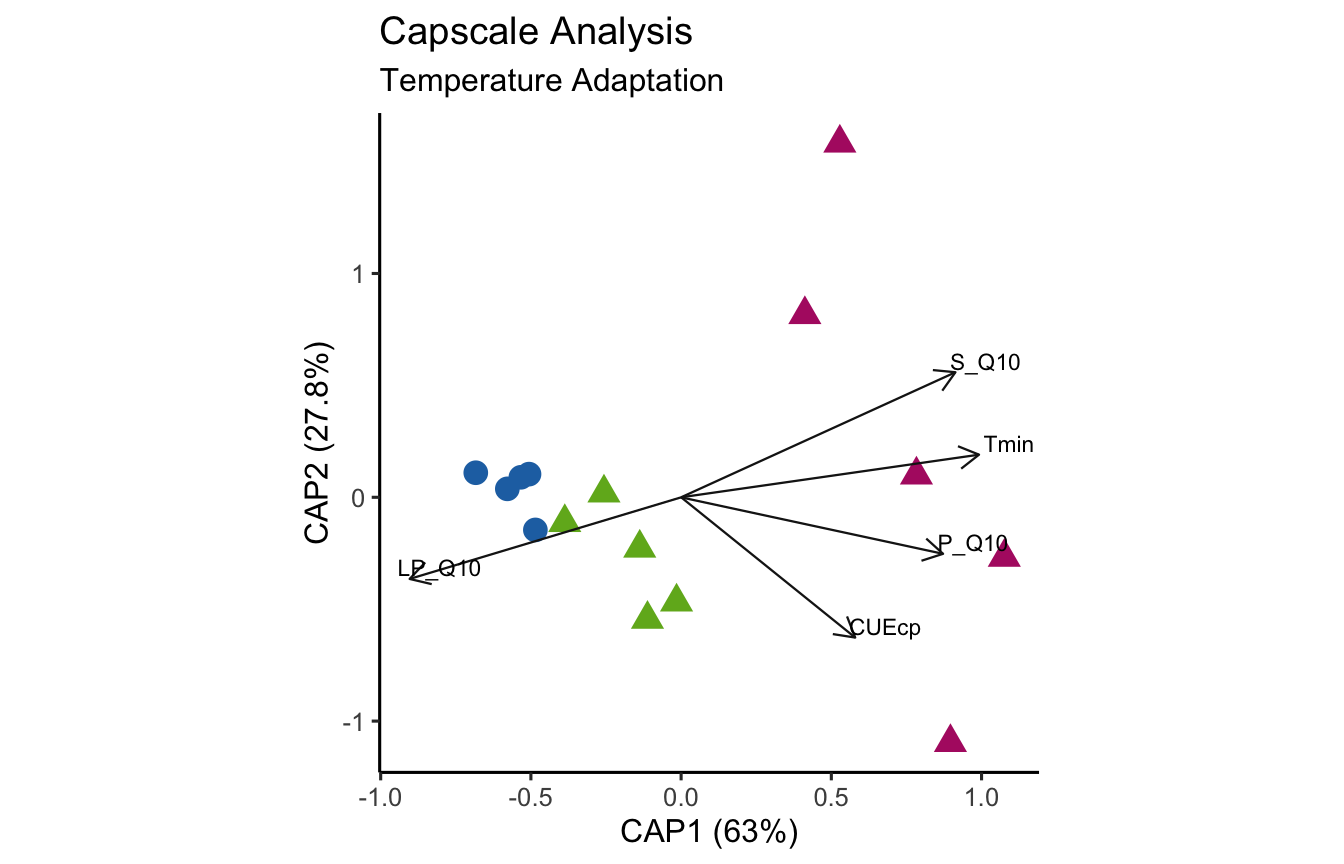 Capscale Analysis
Temperature Adaptation
CAP2 (27.8%)
1
0
-1
S_Q10
Tmin
P_Q10
LP_Q10
CUEcp
-1.0 -0.5 0.0 0.5 1.0
CAP1 (63%)